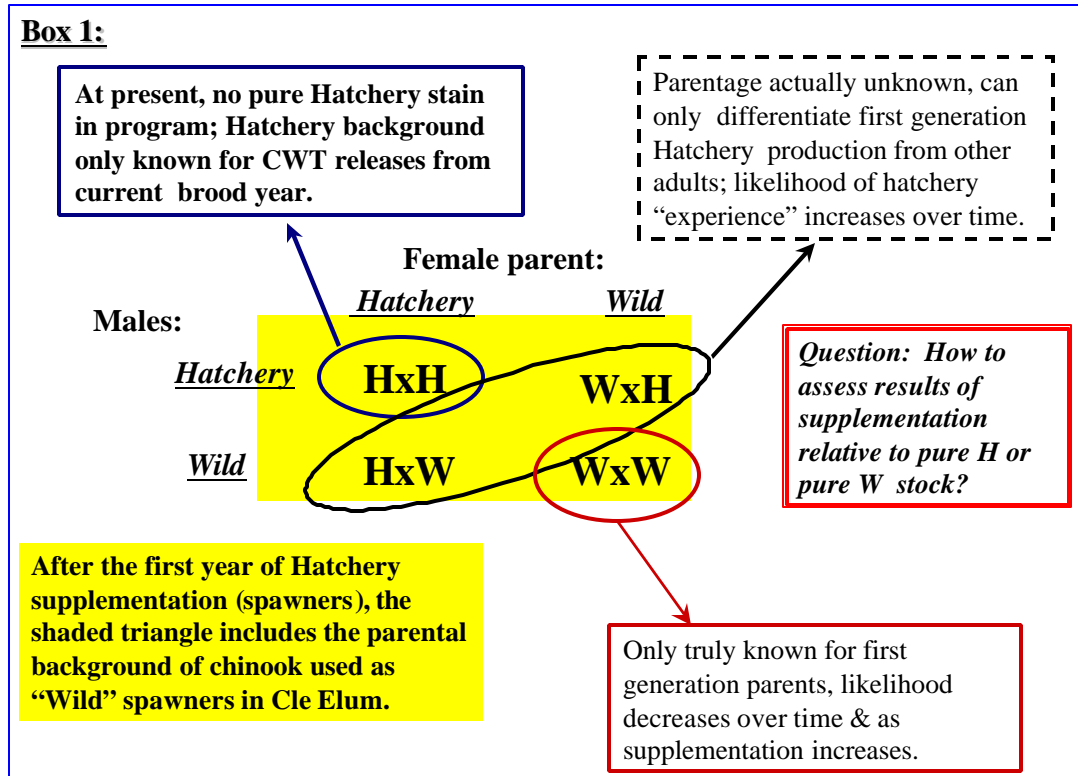 Box 1:
At present, no pure Hatchery stain
in program; Hatchery background
only known for CWT releases from
current brood year.
Parentage actually unknown, can
only differentiate first generation
Hatchery production from other
adults; likelihood of hatchery
“experience” increases over time.
Female parent:
Hatchery Wild
Males:
Hatchery HxH WxH
Wild HxW WxW
Question: How to
assess results of
supplementation
relative to pure H or
pure W stock?
After the first year of Hatchery
supplementation (spawners), the
shaded triangle includes the parental
background of chinook used as
“Wild” spawners in Cle Elum.
Only truly known for first
generation parents, likelihood
decreases over time & as
supplementation increases.